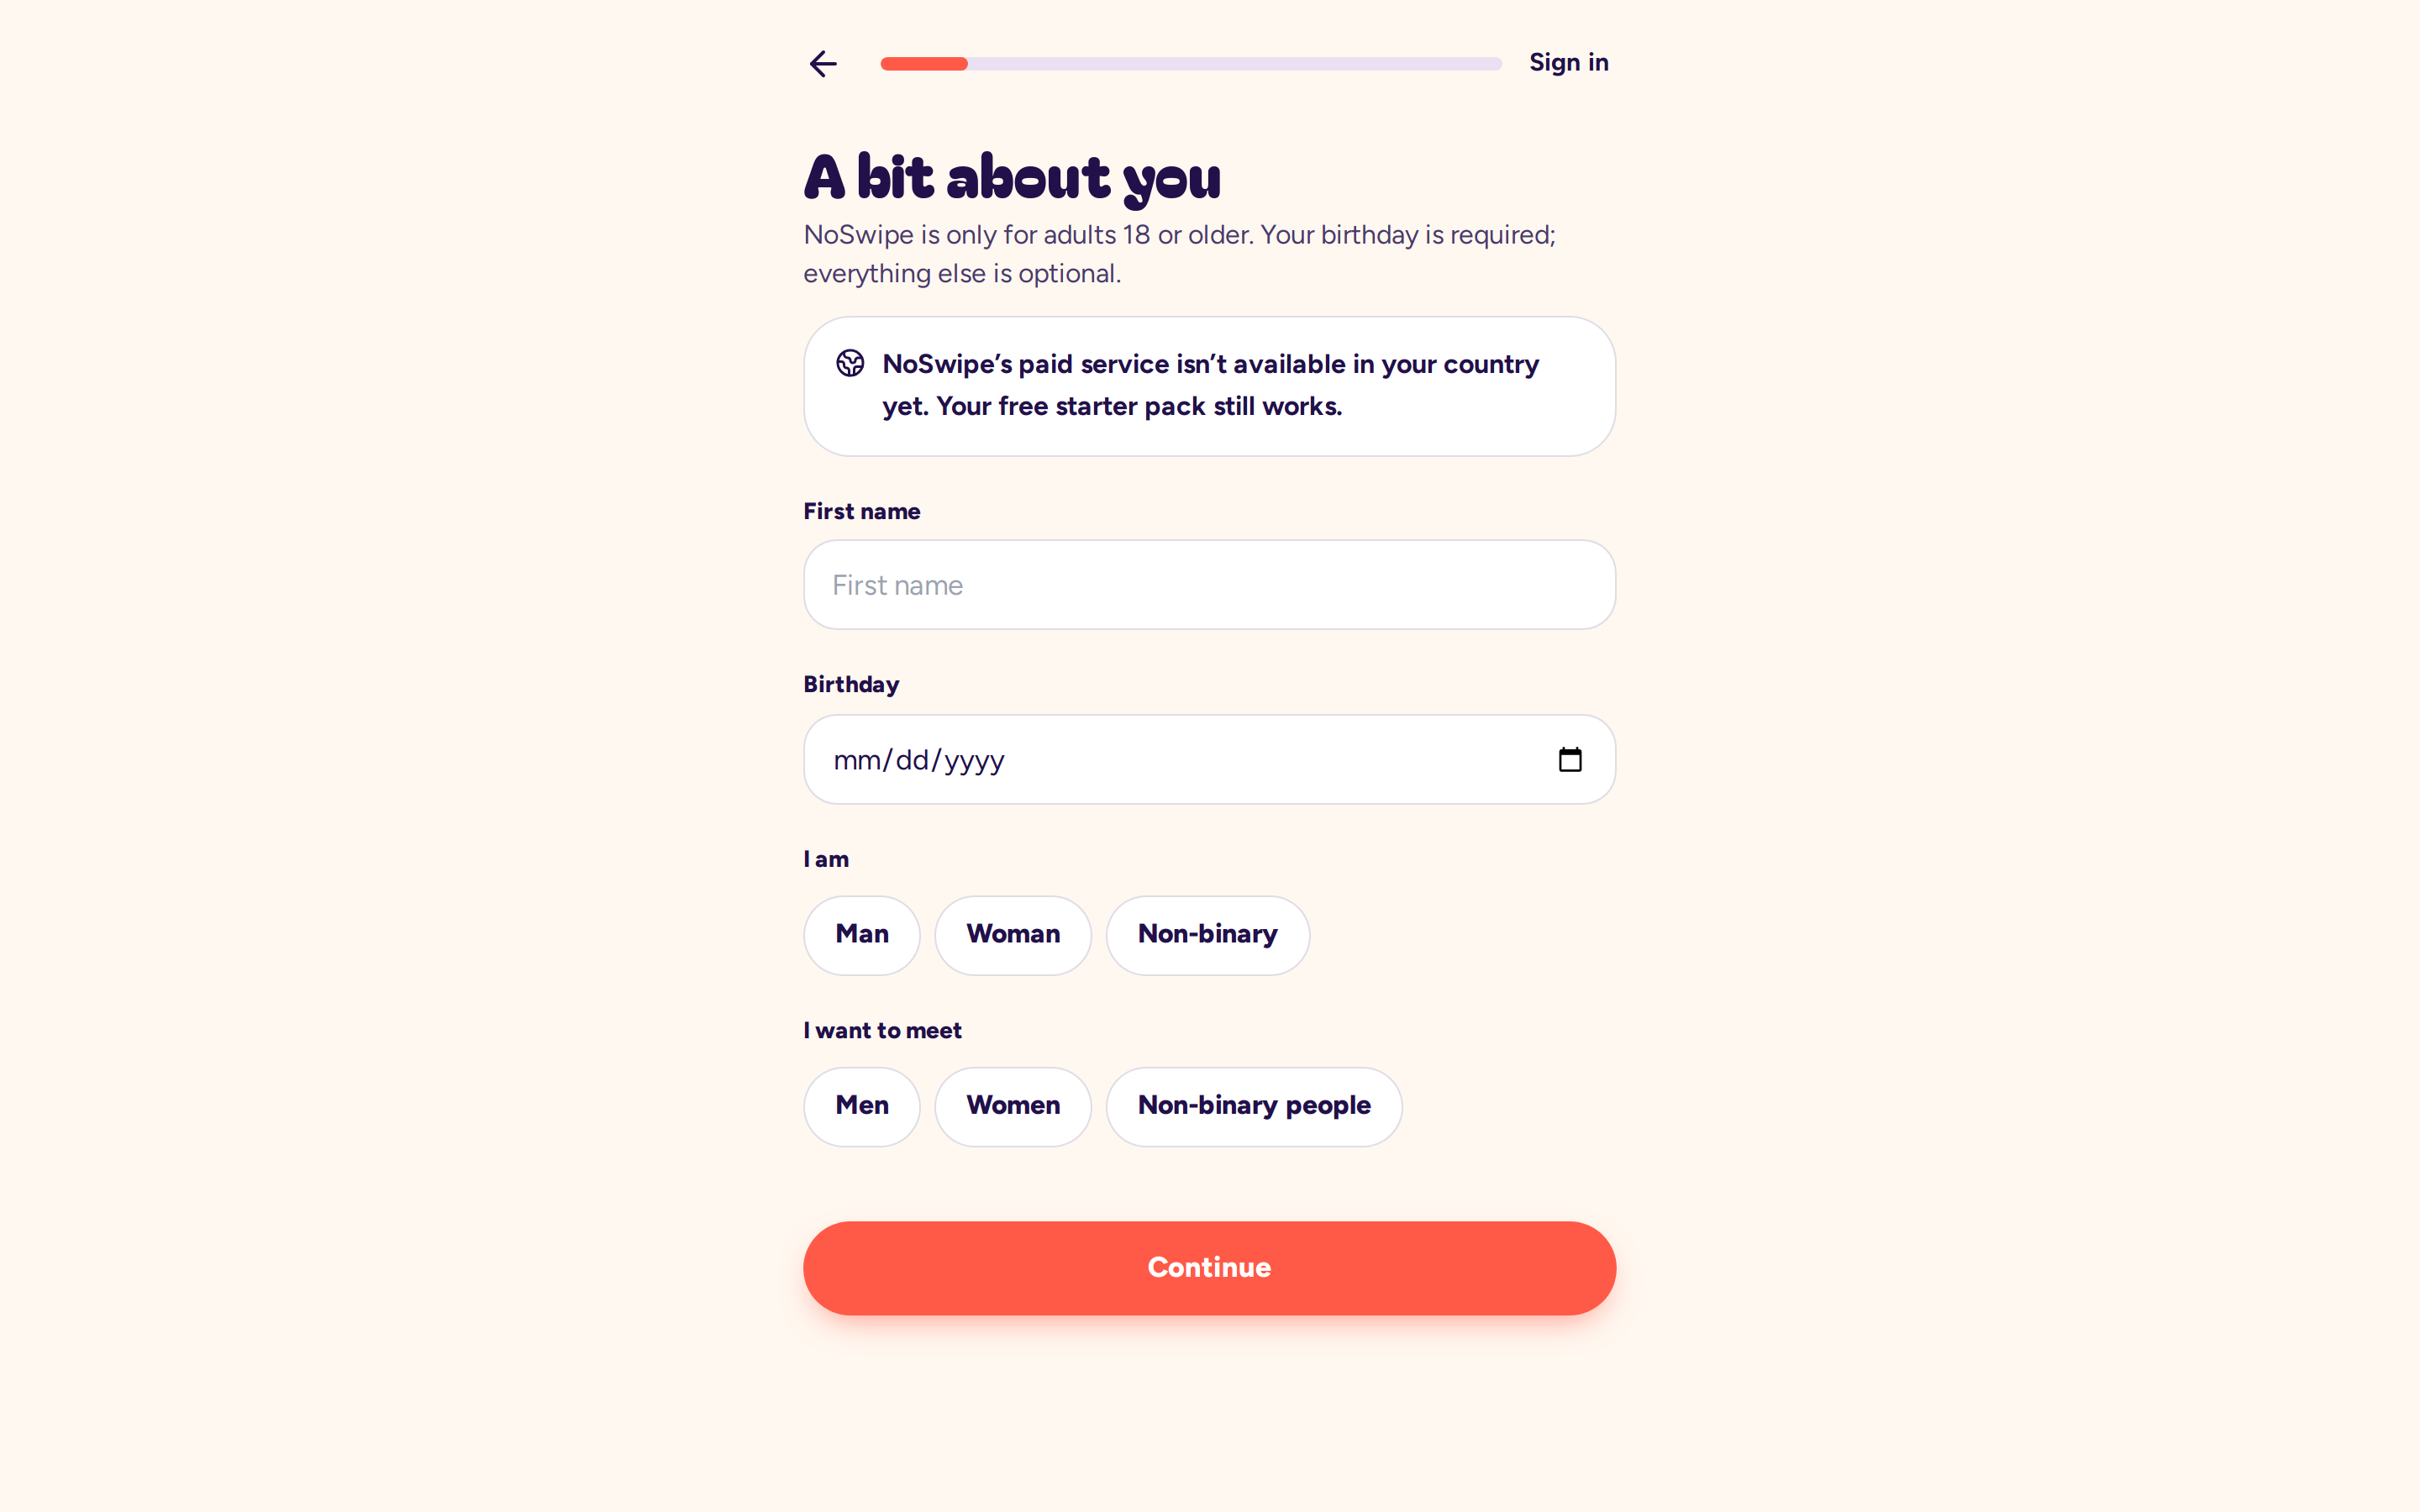 Sign in
A bit about you
NoSwipe is only for adults 18 or older. Your birthday is required;
everything else is optional.
NoSwipe’s paid service isn’t available in your country
yet. Your free starter pack still works.
First name
First name
Birthday
mm/dd/yyyy
I am
Man Woman Non-binary
I want to meet
Men Women Non-binary people
Continue